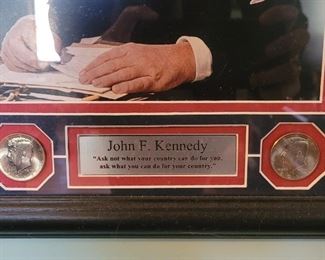 John F. Kennedy
"Ask not what your country can do for you,
ask what you can do for your country."